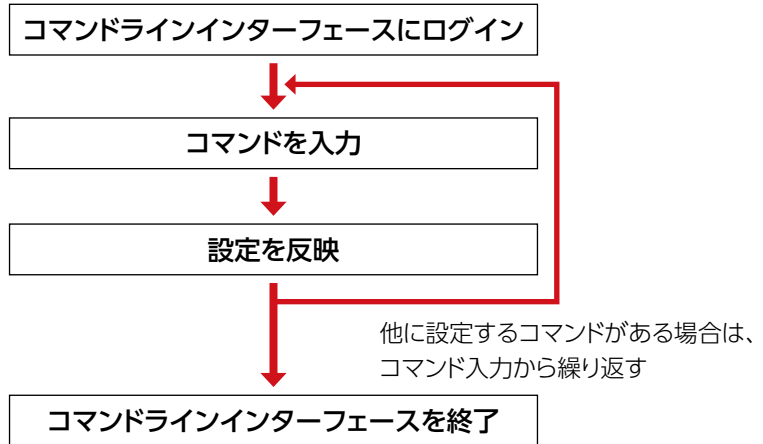 コマンドラインインターフェースにログイン
コマンドを入力
設定を反映
他に設定するコマンドがある場合は、
コマンド入力から繰り返す
コマンドラインインターフェースを終了